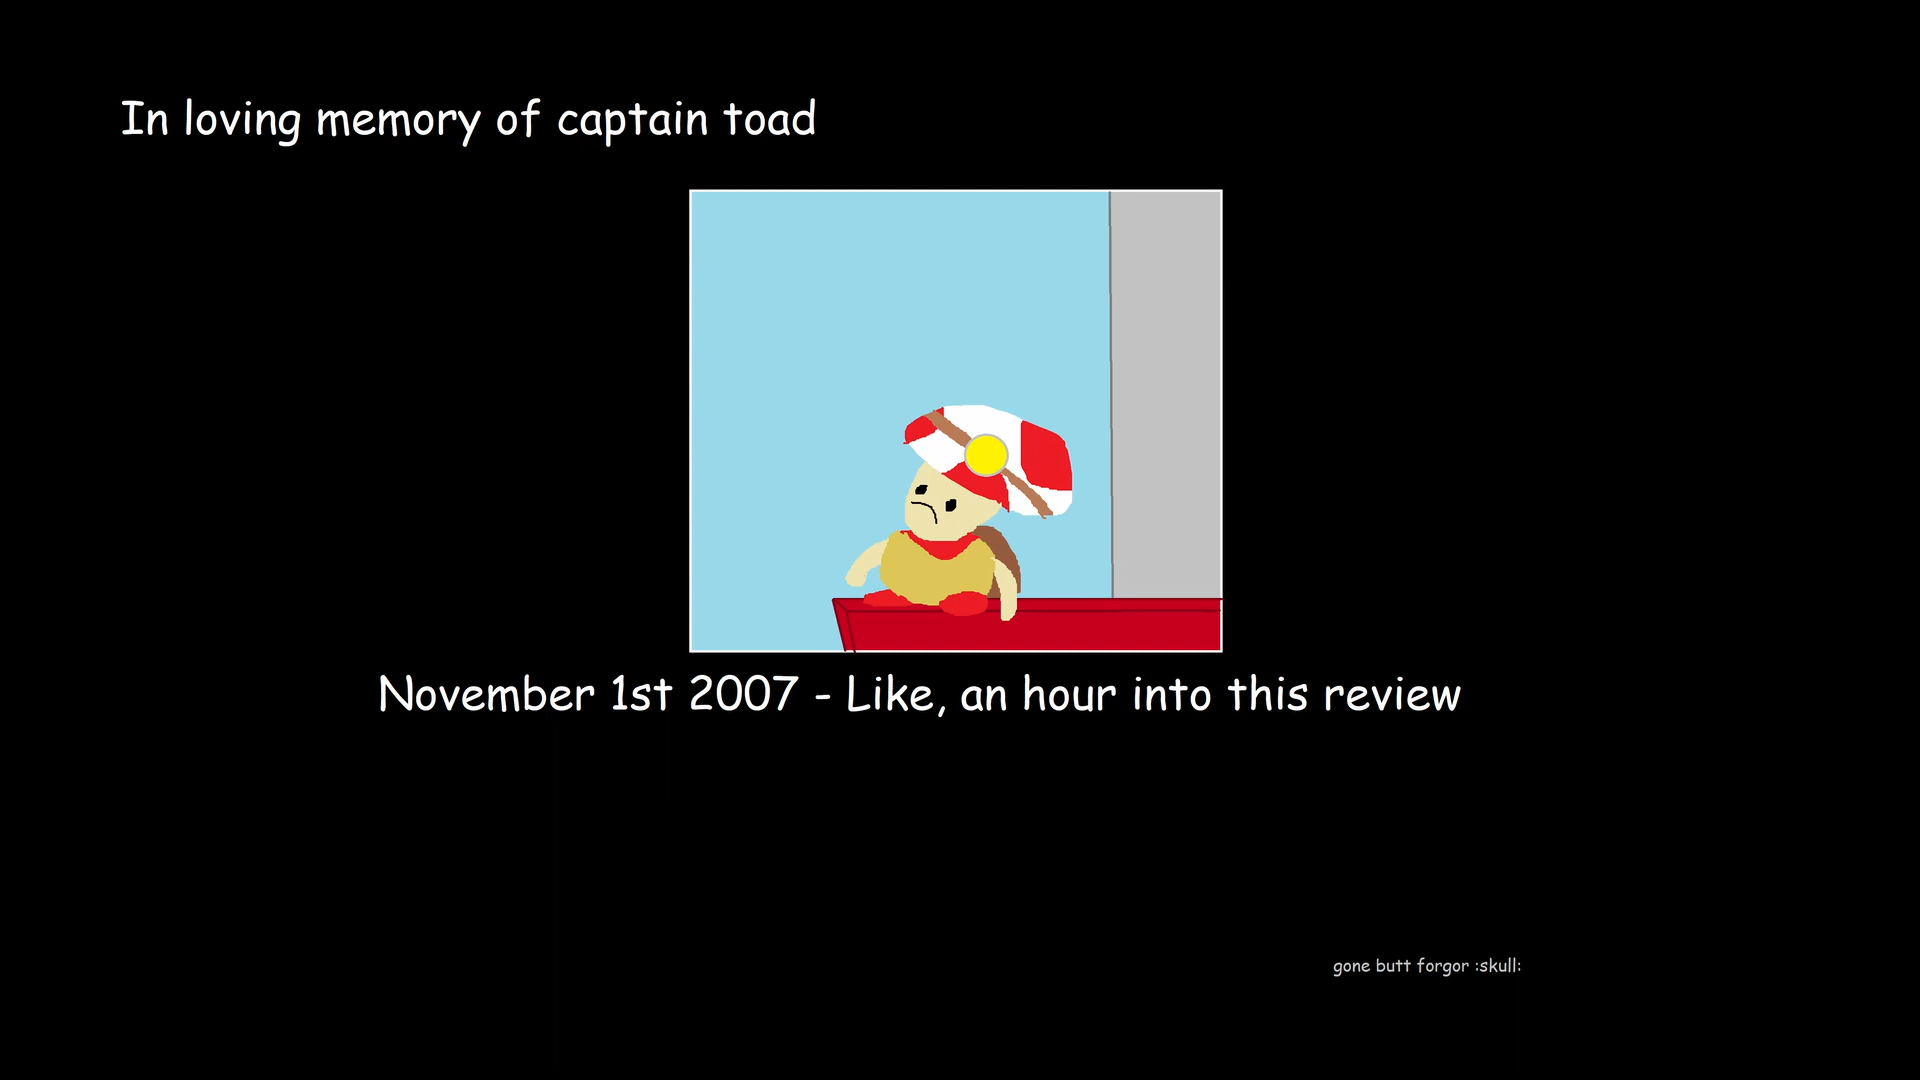 In loving memory of captain toad
November 1st 2007 - Like, an hour into this review
gone butt forgor :skull: